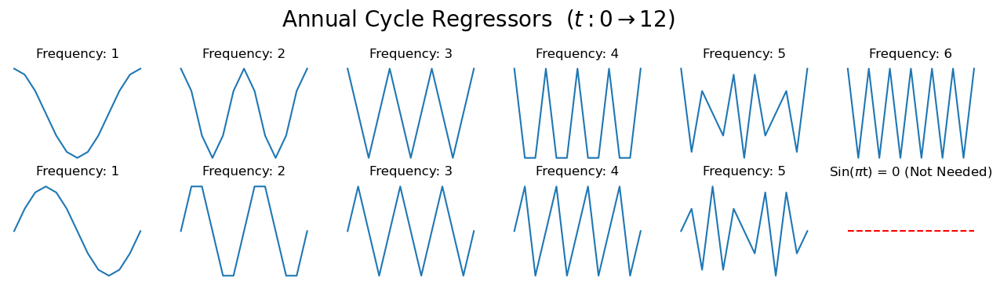 Annual Cycle Regressors (t : 0 → 12)
Frequency: 1
Frequency: 2
Frequency: 3
Frequency: 4
Frequency: 5
Frequency: 6
Frequency: 1
Frequency: 2
Frequency: 3
Frequency: 4
Frequency: 5
Sin(πt) = 0 (Not Needed)